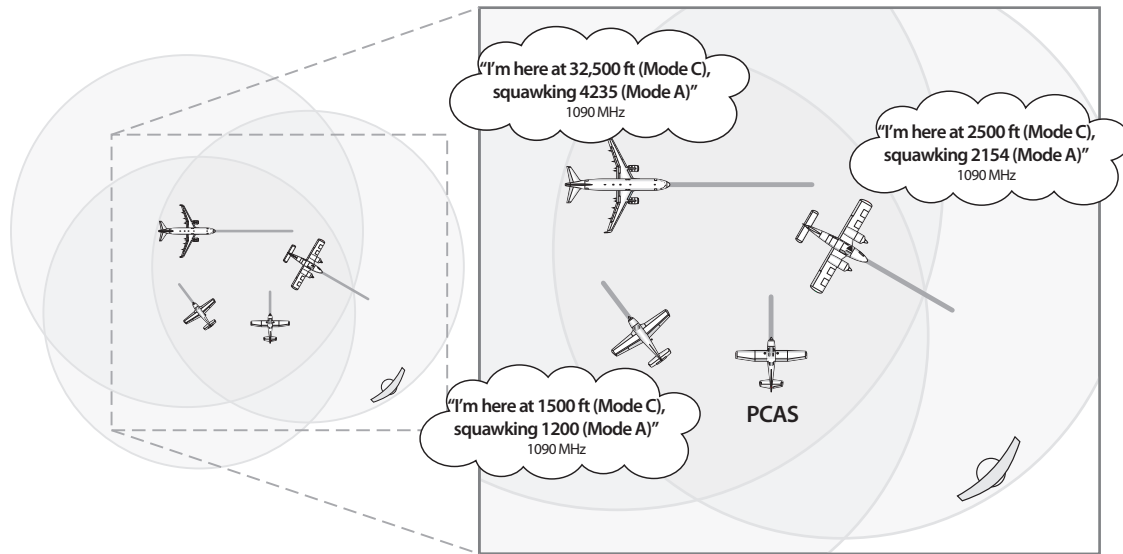 “I’m here at 32,500 ft (Mode C),
squawking 4235 (Mode A)”
1090 MHz
“I’m here at 2500 ft (Mode C),
squawking 2154 (Mode A)”
1090 MHz
“I’m here at 1500 ft (Mode C),
squawking 1200 (Mode A)”
1090 MHz
PCAS